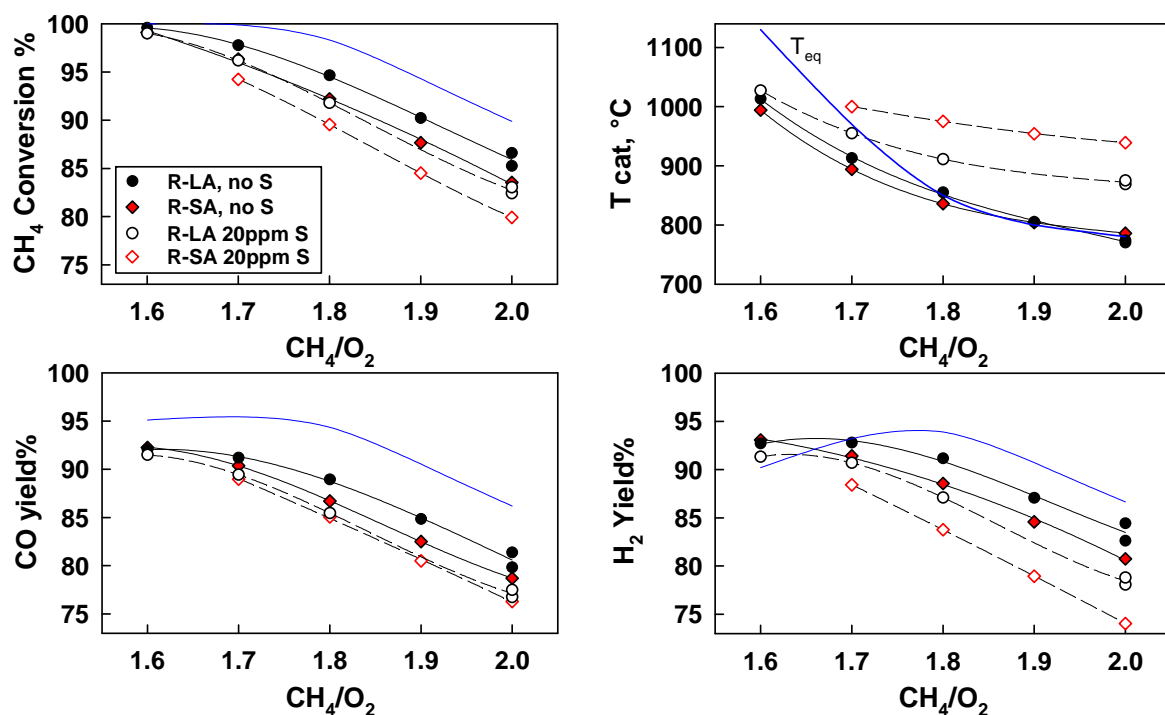 CH4 Conversion %
100
95
90
85
80
75
R-LA, no S
R-SA, no S
R-LA 20ppm S
R-SA 20ppm S
1.6 1.7 1.8 1.9 2.0
CH4/O2
T cat, °C
1100
1000
900
800
700
Teq
1.6 1.7 1.8 1.9 2.0
CH4/O2
CO yield%
100
95
90
85
80
75
1.6 1.7 1.8 1.9 2.0
CH4/O2
H2 Yield%
100
95
90
85
80
75
1.6 1.7 1.8 1.9 2.0
CH4/O2